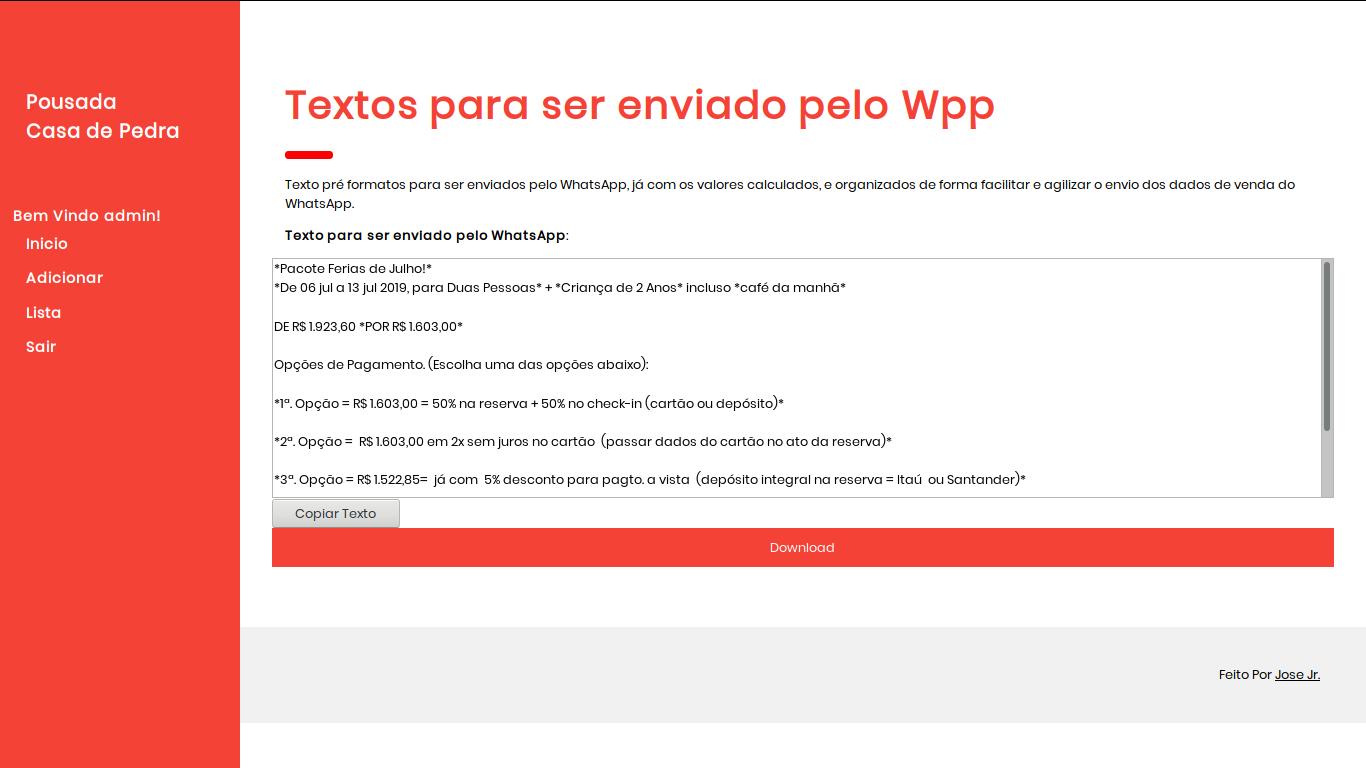 Pousada
Casa de Pedra
Bem Vindo admin!
Inicio
Adicionar
Lista
Sair
Textos para ser enviado pelo Wpp
Texto pré formatos para ser enviados pelo WhatsApp, já com os valores calculados, e organizados de forma facilitar e agilizar o envio dos dados de venda do
WhatsApp.
Texto para ser enviado pelo WhatsApp:
*Pacote Ferias de Julho!*
*De 06 jul a 13 jul 2019, para Duas Pessoas* + *Criança de 2 Anos* incluso *café da manhã*
DE R$ 1.923,60 *POR R$ 1.603,00*
Opções de Pagamento. (Escolha uma das opções abaixo):
*1ª. Opção = R$ 1.603,00 = 50% na reserva + 50% no check-in (cartão ou depósito)*
*2ª. Opção =  R$ 1.603,00 em 2x sem juros no cartão  (passar dados do cartão no ato da reserva)*
*3ª. Opção = R$ 1.522,85=  já com  5% desconto para pagto. a vista  (depósito integral na reserva = Itaú  ou Santander)*
Copiar Texto
Download
Feito Por Jose Jr.